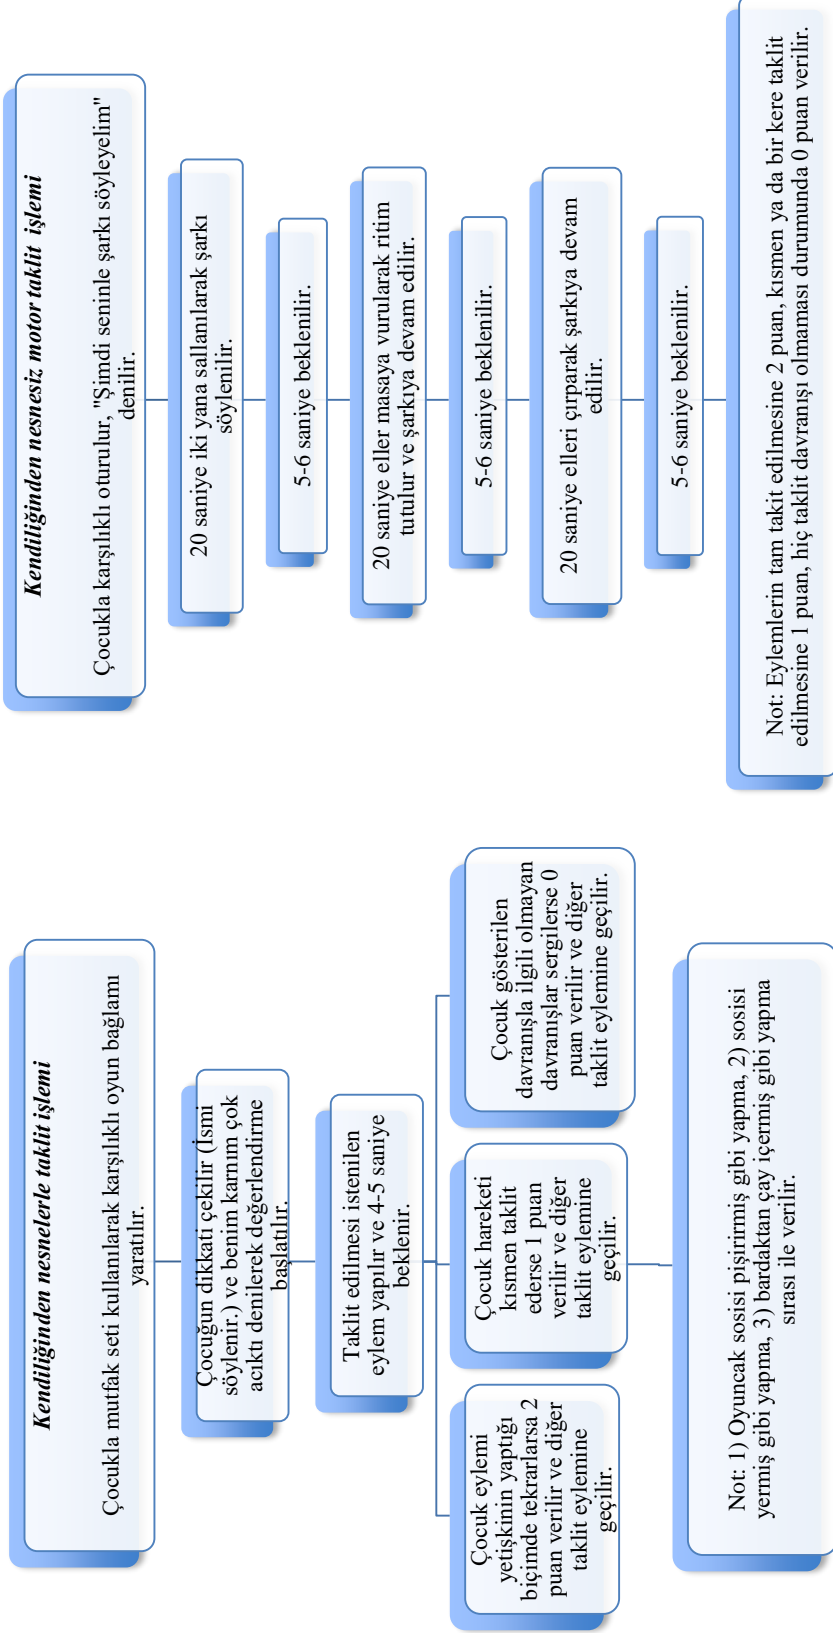 Kendiliğinden nesnelerle taklit işlemi
Çocukla mutfak seti kullanılarak karşılıklı oyun bağlamı
yaratılır.
Çocuğun dikkati çekilir (İsmi
söylenir.) ve benim karnım çok
acıktı denilerek değerlendirme
başlatılır.
Taklit edilmesi istenilen
eylem yapılır ve 4-5 saniye
beklenir.
Çocuk eylemi
yetişkinin yaptığı
biçimde tekrarlarsa 2
puan verilir ve diğer
taklit eylemine
geçilir.
Çocuk hareketi
kısmen taklit
ederse 1 puan
verilir ve diğer
taklit eylemine
geçilir.
Çocuk gösterilen
davranışla ilgili olmayan
davranışlar sergilerse 0
puan verilir ve diğer
taklit eylemine geçilir.
Not: 1) Oyuncak sosisi pişirirmiş gibi yapma, 2) sosisi
yermiş gibi yapma, 3) bardaktan çay içermiş gibi yapma
sırası ile verilir.
Kendiliğinden nesnesiz motor taklit işlemi
Çocukla karşılıklı oturulur, "Şimdi seninle şarkı söyleyelim"
denilir.
20 saniye iki yana sallanılarak şarkı
söylenilir.
5-6 saniye beklenilir.
20 saniye eller masaya vurularak ritim
tutulur ve şarkıya devam edilir.
5-6 saniye beklenilir.
20 saniye elleri çırparak şarkıya devam
edilir.
5-6 saniye beklenilir.
Not: Eylemlerin tam takit edilmesine 2 puan, kısmen ya da bir kere taklit
edilmesine 1 puan, hiç taklit davranışı olmaması durumunda 0 puan verilir.